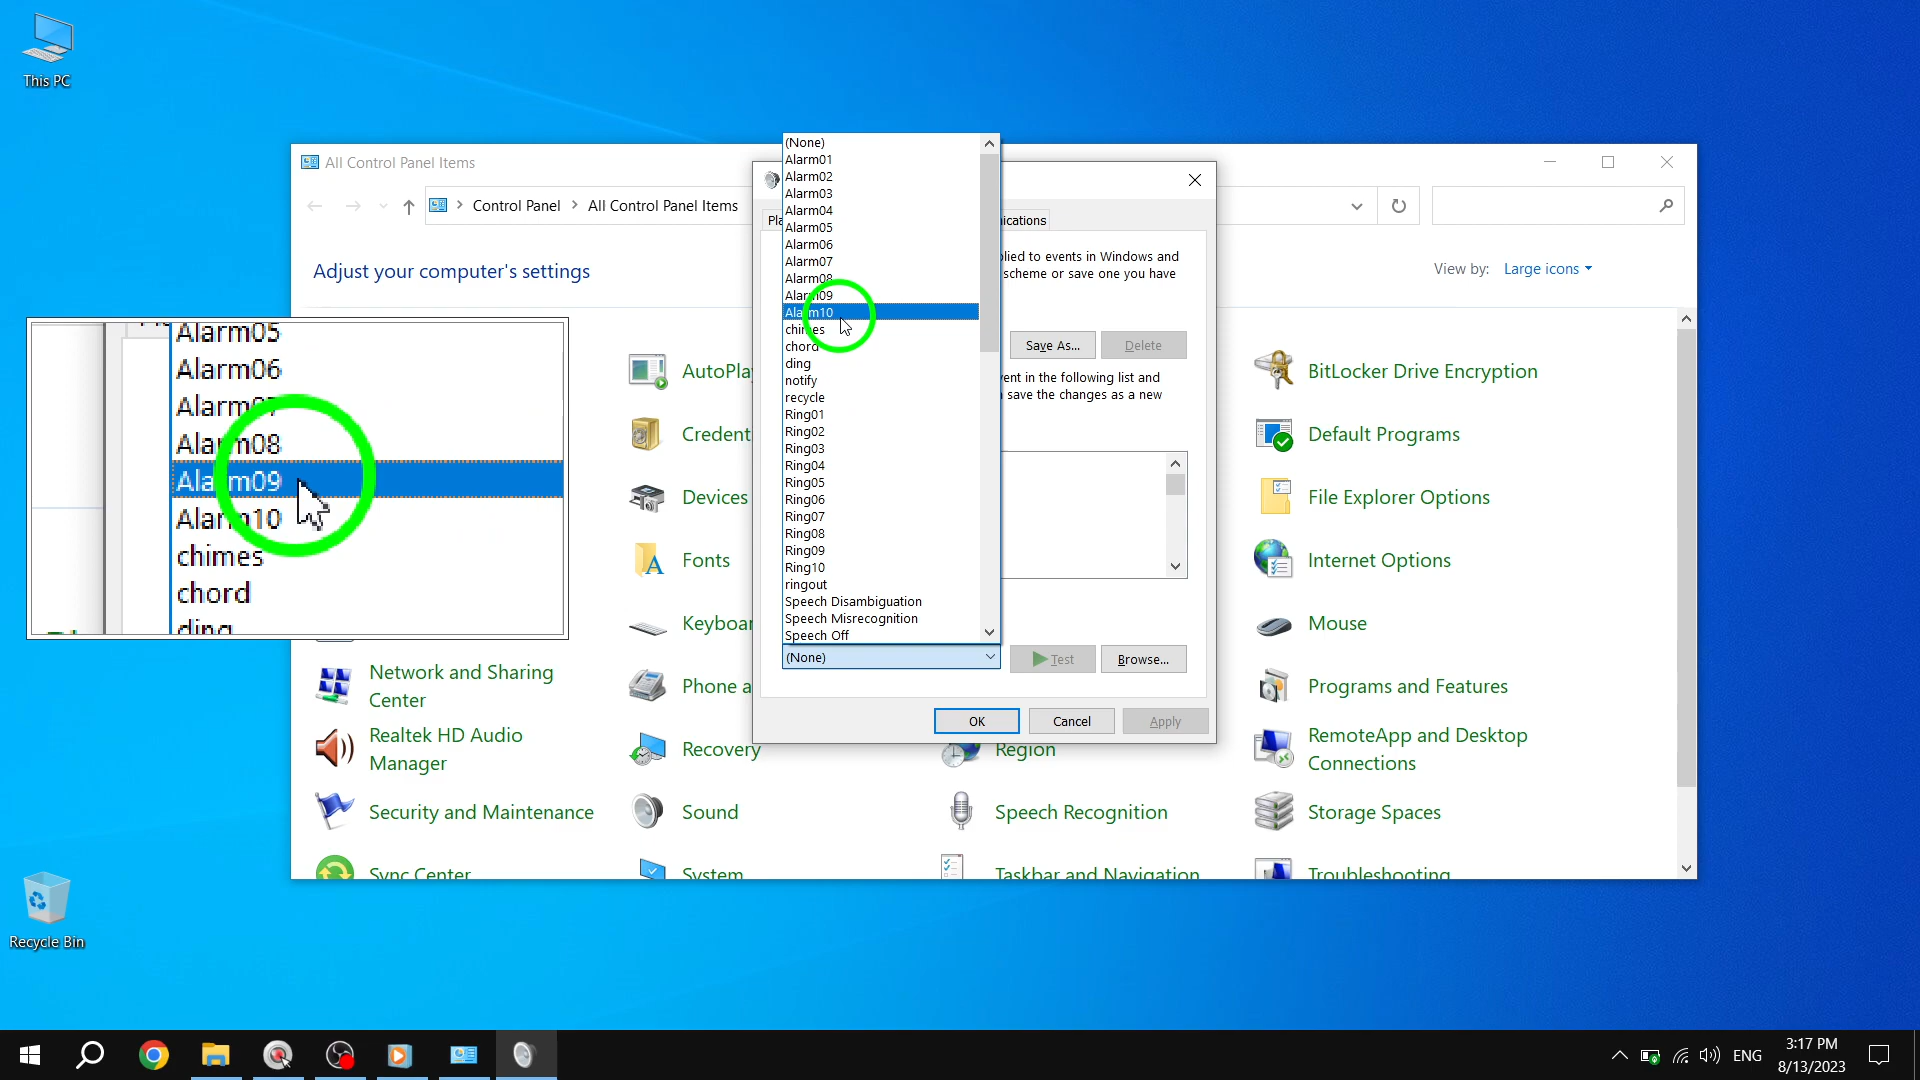 This PC
All Control Panel Items
Control Panel
All Control Panel Items
Adjust your computer's settings
View by:
Large icons
Alarm05
Alarm06
Alarm07
Alarm08
Alarm09
Alarm10
chimes
chord
ding
(None)
Alarm01
Alarm02
Alarm03
Alarm04
Alarm05
Alarm06
Alarm07
Alarm08
Alarm09
Alarm10
chimes
chord
ding
notify
recycle
Ring01
Ring02
Ring03
Ring04
Ring05
Ring06
Ring07
Ring08
Ring09
Ring10
ringout
Speech Disambiguation
Speech Misrecognition
Speech Off
(None)
Pla
ications
lied to events in Windows and
scheme or save one you have
Save As...
Delete
ent in the following list and
save the changes as a new
Test
Browse...
OK
Cancel
Apply
AutoPla
BitLocker Drive Encryption
Credent
Default Programs
Devices
File Explorer Options
Fonts
Internet Options
Keyboar
Mouse
Network and Sharing
Center
Phone a
Programs and Features
Realtek HD Audio
Manager
Recovery
Region
RemoteApp and Desktop
Connections
Security and Maintenance
Sound
Speech Recognition
Storage Spaces
Sync Center
System
Taskbar and Navigation
Troubleshooting
Recycle Bin
ENG
3:17 PM
8/13/2023